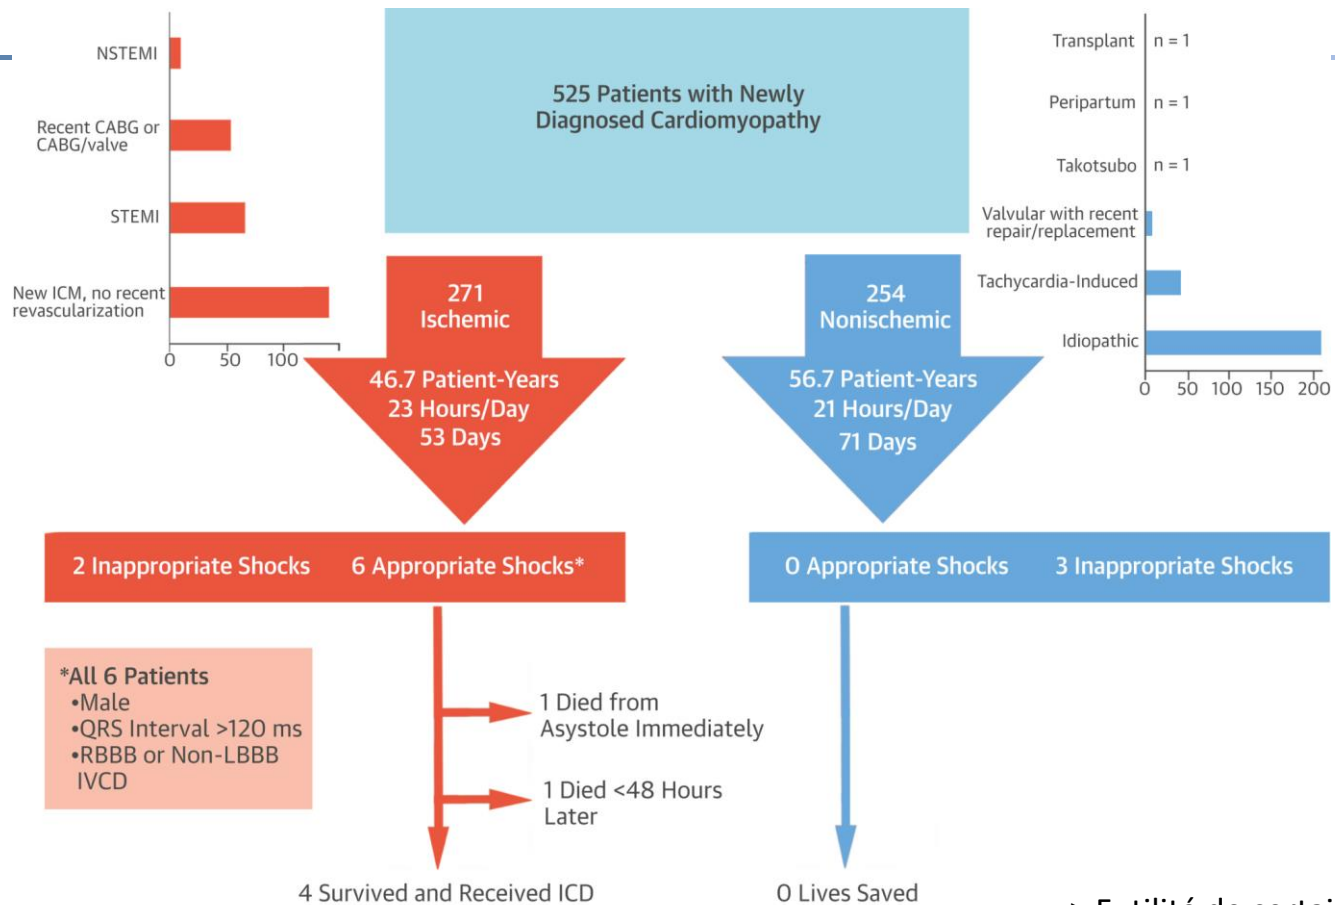 NSTEMI
Recent CABG or
CABG/valve
STEMI
New ICM, no recent
revascularization
0 50 100
525 Patients with Newly
Diagnosed Cardiomyopathy
Transplant n = 1
Peripartum n = 1
Takotsubo n = 1
Valvular with recent
repair/replacement
Tachycardia-Induced
Idiopathic
0 50 100 150 200
271
Ischemic
46.7 Patient-Years
23 Hours/Day
53 Days
254
Nonischemic
56.7 Patient-Years
21 Hours/Day
71 Days
2 Inappropriate Shocks 6 Appropriate Shocks*
0 Appropriate Shocks 3 Inappropriate Shocks
*All 6 Patients
•Male
•QRS Interval >120 ms
•RBBB or Non-LBBB
IVCD
1 Died from
Asystole Immediately
1 Died <48 Hours
Later
4 Survived and Received ICD
0 Lives Saved